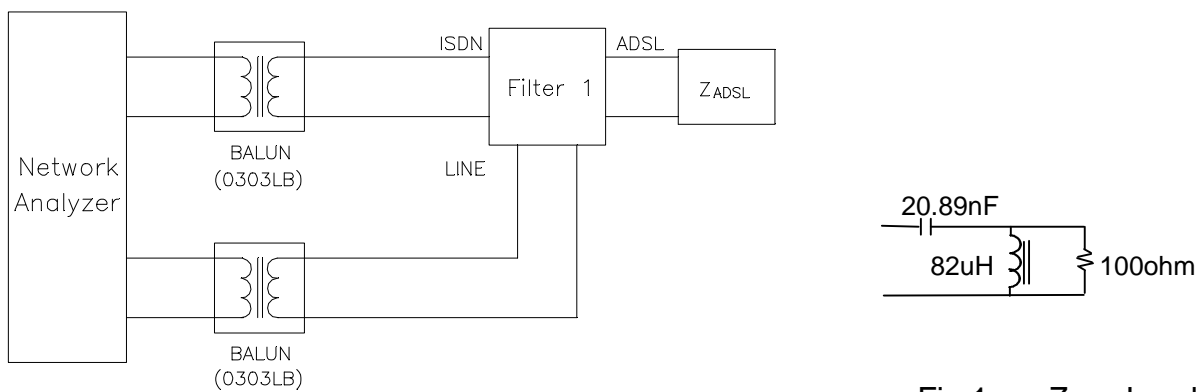 ISDN
ADSL
Filter 1
ZADSL
BALUN
(0303LB)
LINE
Network
Analyzer
BALUN
(0303LB)
20.89nF
82uH
100ohm